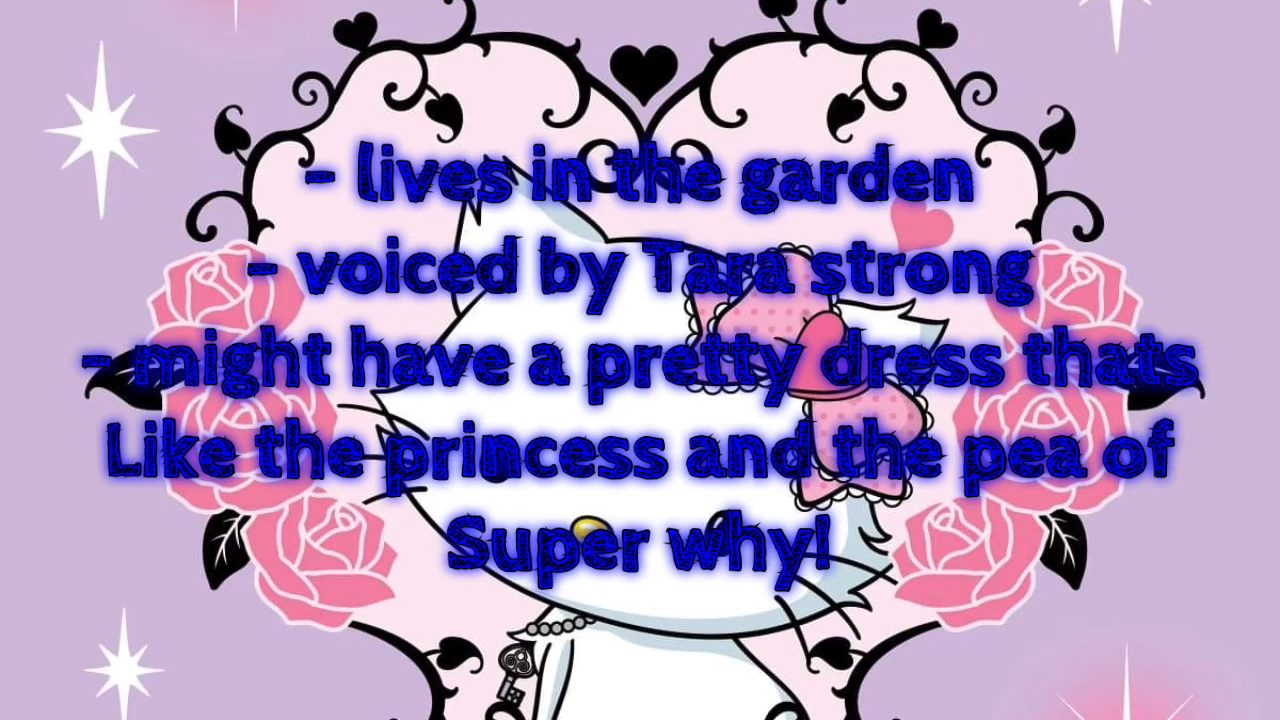 - lives in the garden
- voiced by Tara strong
- might have a pretty dress thats
Like the princess and the pea of
Super why!